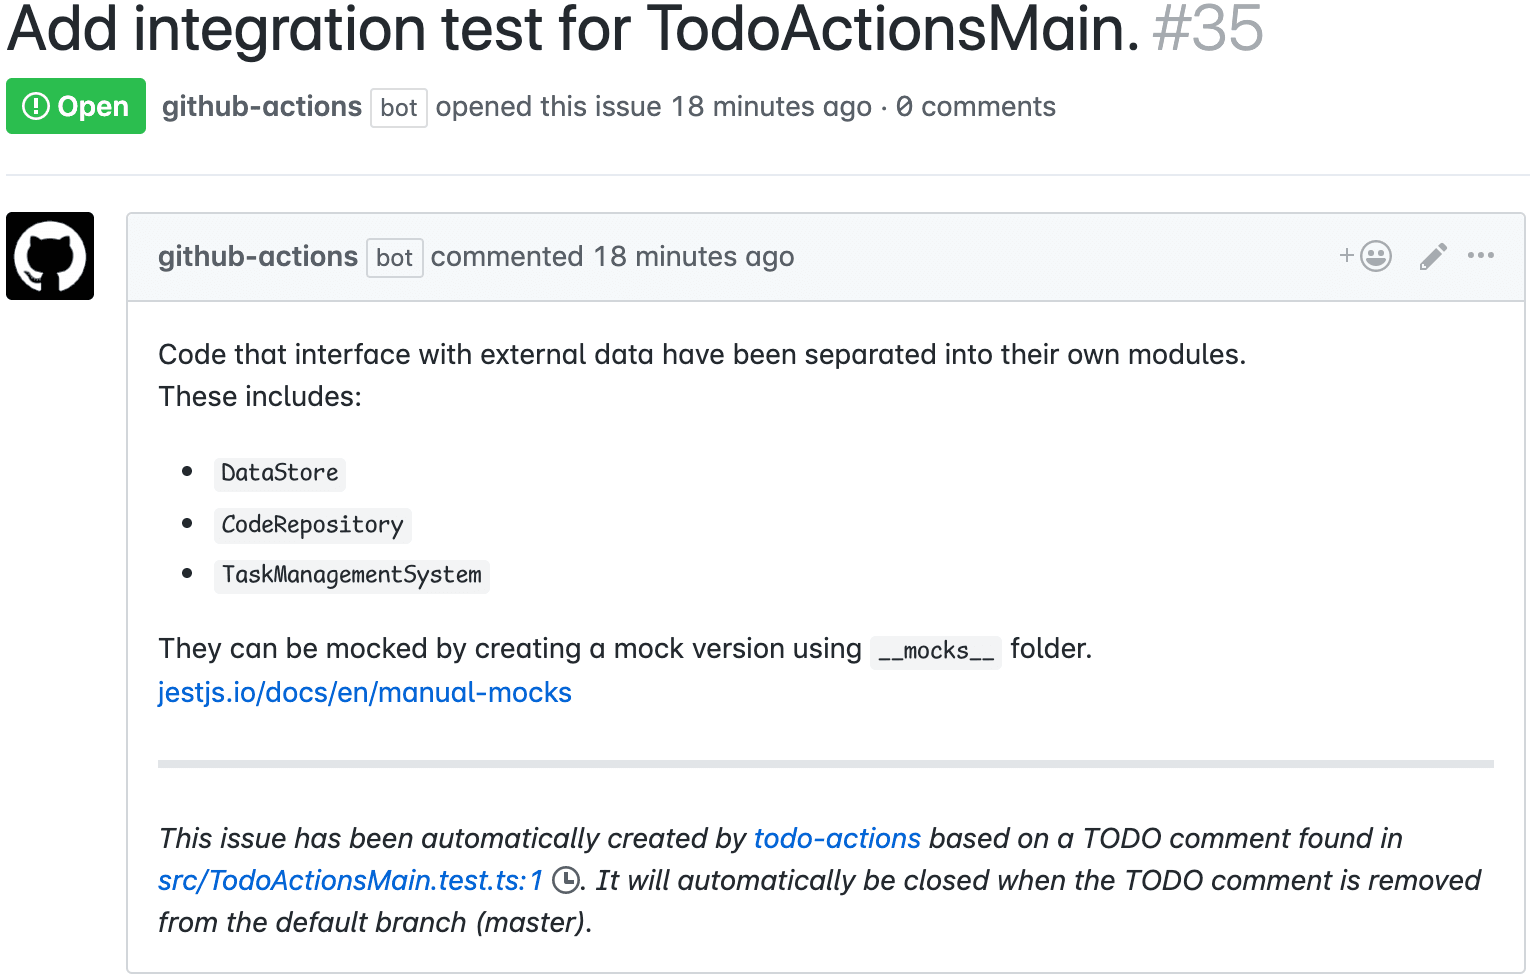 Add integration test for TodoActionsMain. #35
Open github-actions bot opened this issue 18 minutes ago · 0 comments
github-actions bot commented 18 minutes ago
Code that interface with external data have been separated into their own modules.
These includes:
• DataStore
• CodeRepository
• TaskManagementSystem
They can be mocked by creating a mock version using __mocks__ folder.
jestjs.io/docs/en/manual-mocks
This issue has been automatically created by todo-actions based on a TODO comment found in
src/TodoActionsMain.test.ts:1 . It will automatically be closed when the TODO comment is removed
from the default branch (master).